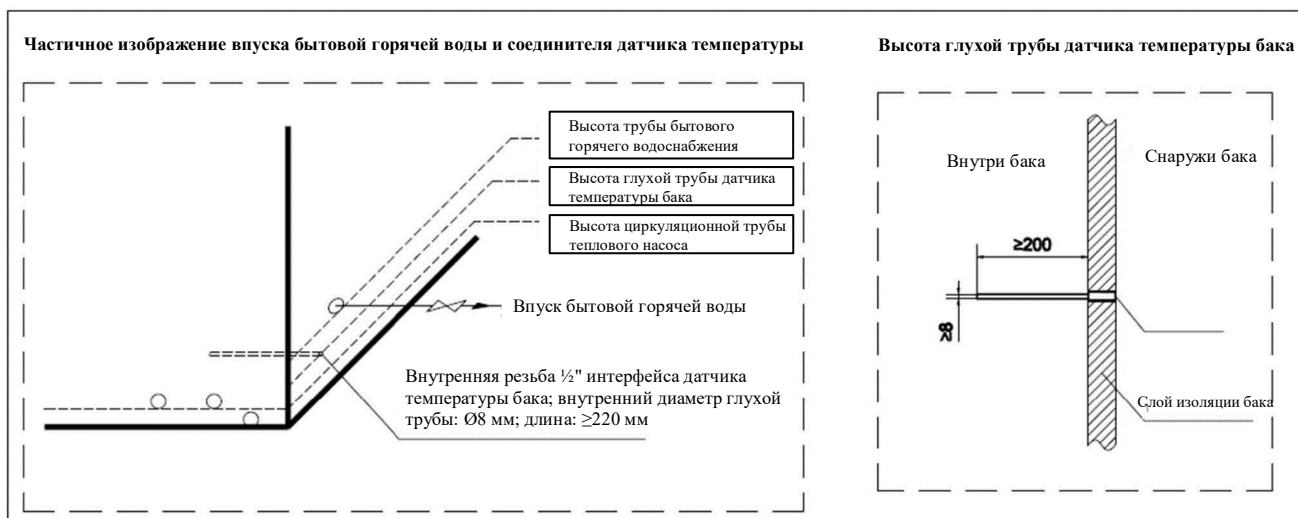 Частичное изображение впуска бытовой горячей воды и соединителя датчика температуры
Высота трубы бытового
горячего водоснабжения
Высота глухой трубы датчика
температуры бака
Высота циркуляционной трубы
теплового насоса
Впуск бытовой горячей воды
Внутренняя резьба ½" интерфейса датчика
температуры бака; внутренний диаметр глухой
трубы: Ø8 мм; длина: ≥220 мм
Высота глухой трубы датчика температуры бака
Внутри бака
Снаружи бака
≥200
≥8
Слой изоляции бака